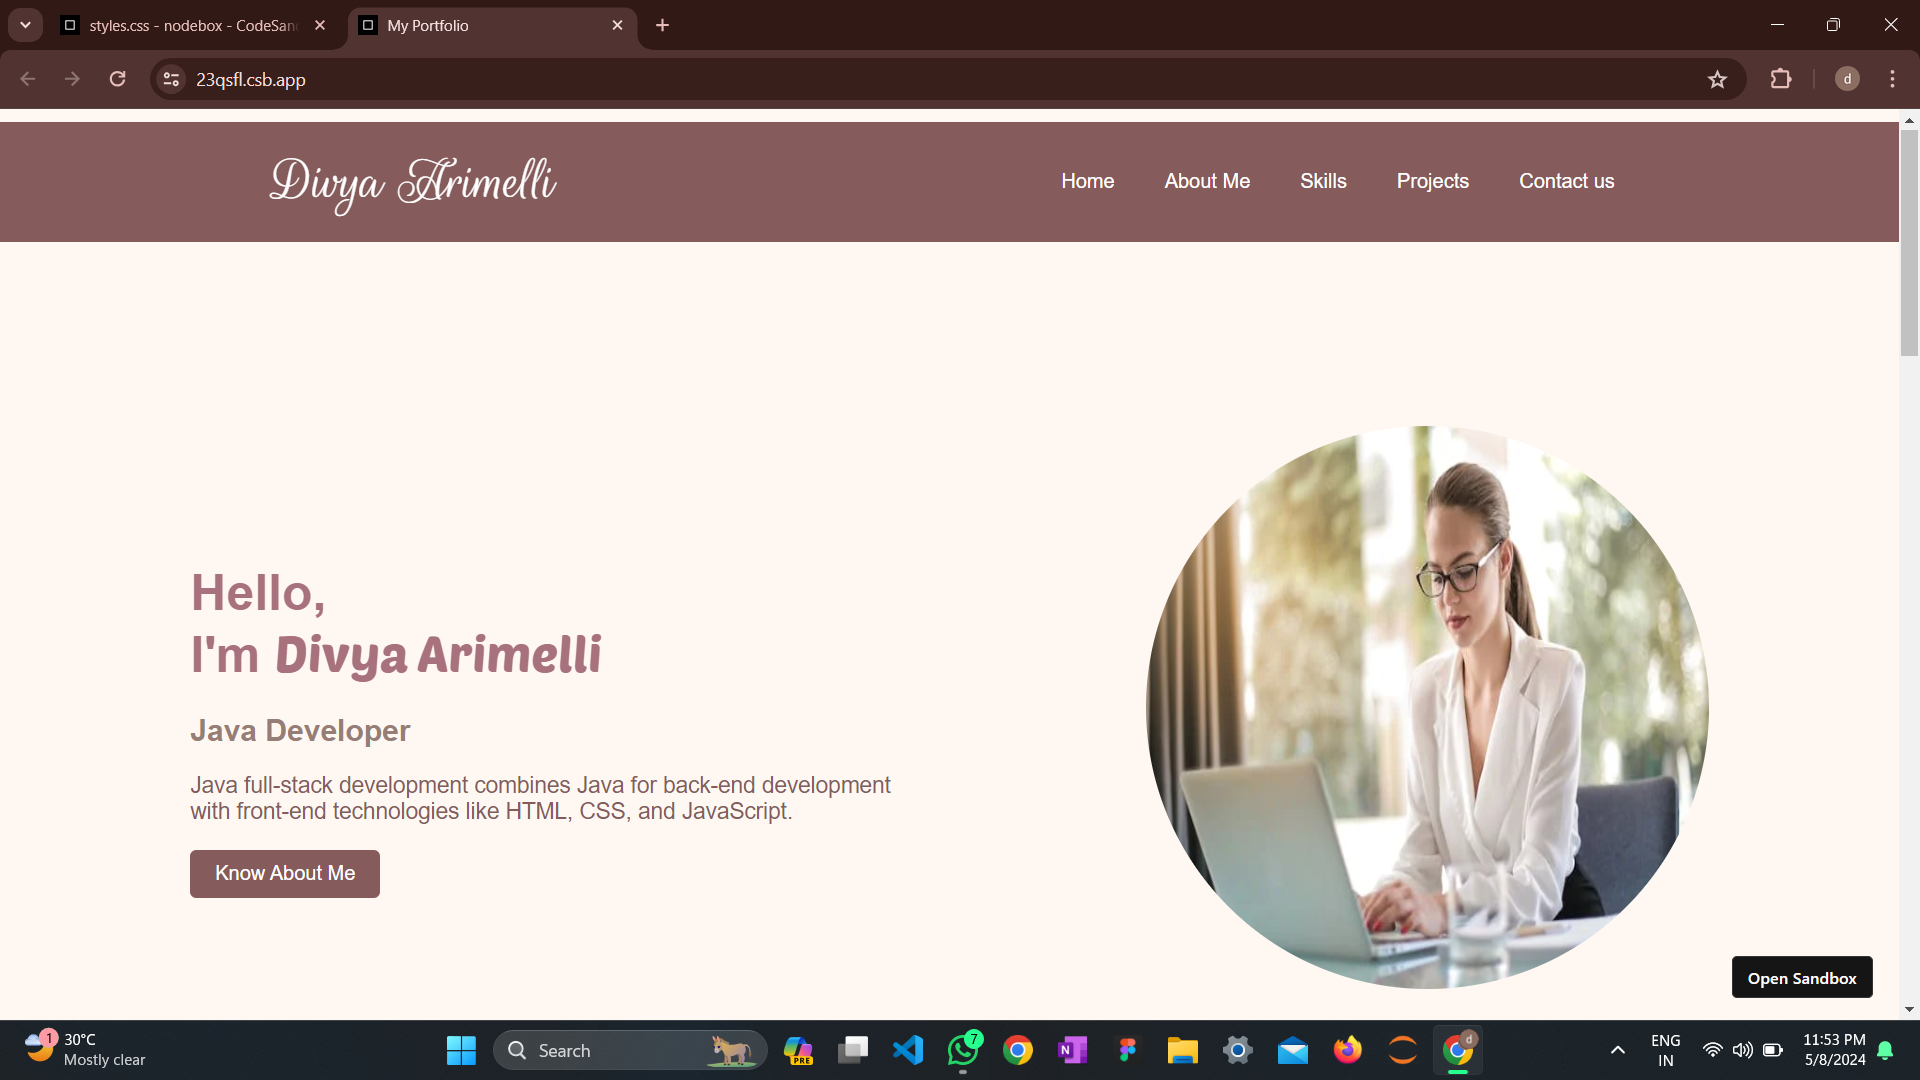 styles.css - nodebox - CodeSan
My Portfolio
23qsfl.csb.app
d
Divya Arimelli
Home
About Me
Skills
Projects
Contact us
Hello,
I'm Divya Arimelli
Java Developer
Java full-stack development combines Java for back-end development
with front-end technologies like HTML, CSS, and JavaScript.
Know About Me
Open Sandbox
1
30°C
Mostly clear
Search
PRE
7
N
d
ENG
IN
11:53 PM
5/8/2024